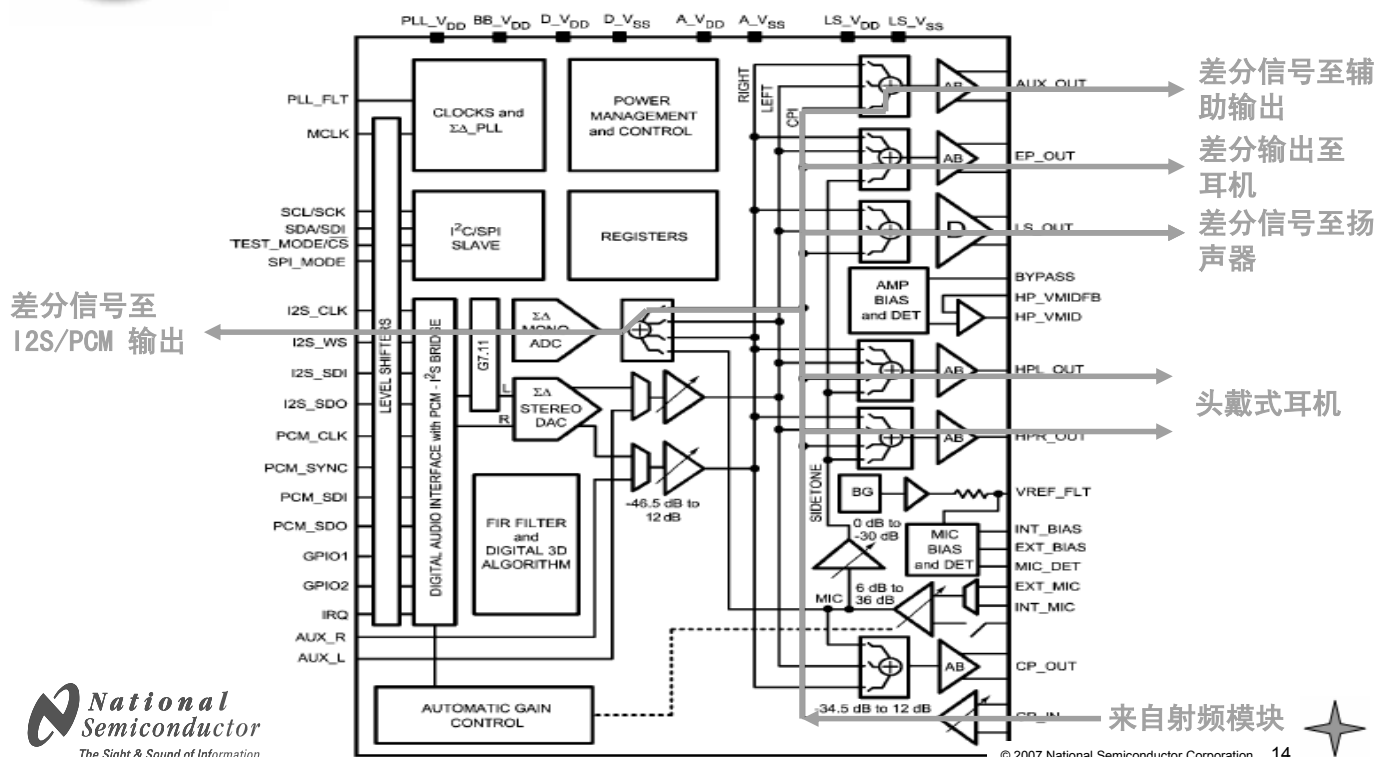 PLL_VDD BB_VDD D_VDD D_VSS A_VDD A_VSS LS_VDD LS_VSS
PLL_FLT
MCLK
SCL/SCK
SDA/SDI
TEST_MODE/CS
SPI_MODE
I2S_CLK
I2S_WS
I2S_SDI
I2S_SDO
PCM_CLK
PCM_SYNC
PCM_SDI
PCM_SDO
GPIO1
GPIO2
IRQ
AUX_R
AUX_L
差分信号至
I2S/PCM 输出
LEVEL SHIFTERS
DIGITAL AUDIO INTERFACE with PCM - I²S BRIDGE
G7.11
CLOCKS and
ΣΔ_PLL
POWER
MANAGEMENT
and CONTROL
I²C/SPI
SLAVE
REGISTERS
ΣΔ
MONO
ADC
L
R
ΣΔ
STEREO
DAC
-46.5 dB to
12 dB
FIR FILTER
and
DIGITAL 3D
ALGORITHM
AUTOMATIC GAIN
CONTROL
RIGHT
LEFT
CPI
SIDETONE
MIC
AB
AB
D
AMP
BIAS
and DET
AB
AB
BG
0 dB to
-30 dB
MIC
BIAS
and DET
6 dB to
36 dB
AB
-34.5 dB to 12 dB
AUX_OUT
EP_OUT
LS_OUT
BYPASS
HP_VMIDFB
HP_VMID
HPL_OUT
HPR_OUT
VREF_FLT
INT_BIAS
EXT_BIAS
MIC_DET
EXT_MIC
INT_MIC
CP_OUT
CP_IN
差分信号至辅
助输出
差分输出至
耳机
差分信号至扬
声器
头戴式耳机
来自射频模块
National
Semiconductor
The Sight & Sound of Information
© 2007 National Semiconductor Corporation 14